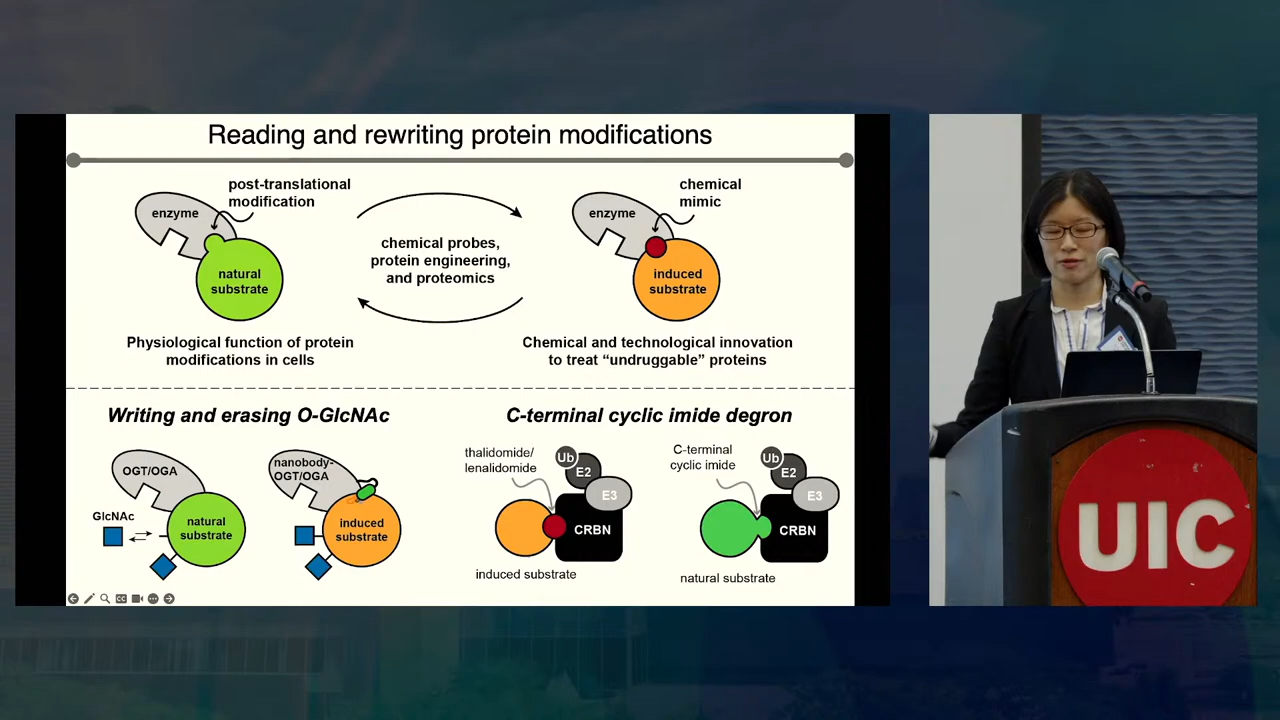 Reading and rewriting protein modifications
post-translational
modification
enzyme
natural
substrate
chemical probes,
protein engineering,
and proteomics
chemical
mimic
enzyme
induced
substrate
Physiological function of protein
modifications in cells
Chemical and technological innovation
to treat “undruggable” proteins
Writing and erasing O-GlcNAc
OGT/OGA
GlcNAc
natural
substrate
nanobody-
OGT/OGA
induced
substrate
C-terminal cyclic imide degron
thalidomide/
lenalidomide
Ub
E2
E3
CRBN
induced substrate
C-terminal
cyclic imide
Ub
E2
E3
CRBN
natural substrate
CC
UIC